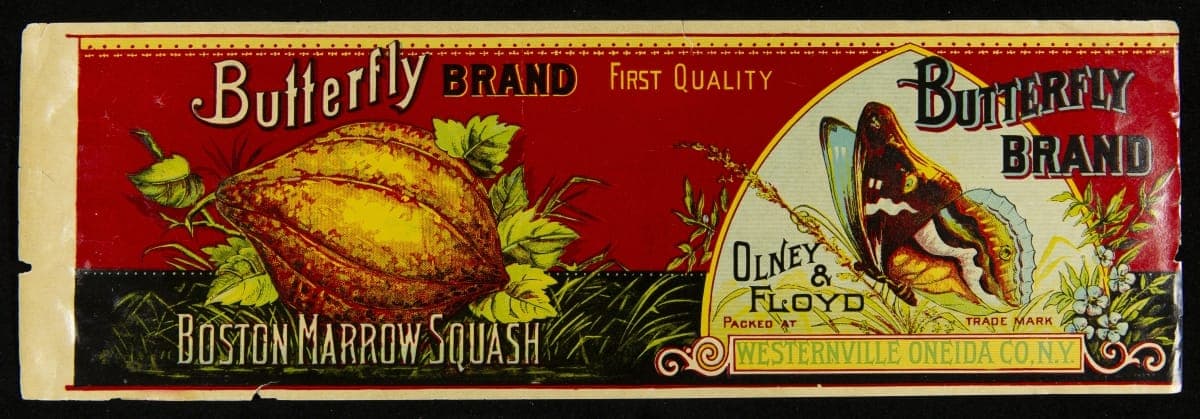 Butterfly BRAND FIRST QUALITY
BOSTON MARROW SQUASH
BUTTERFLY
BRAND
OLNEY
&
FLOYD
PACKED AT TRADE MARK
WESTERNVILLE ONEIDA CO., N.Y.